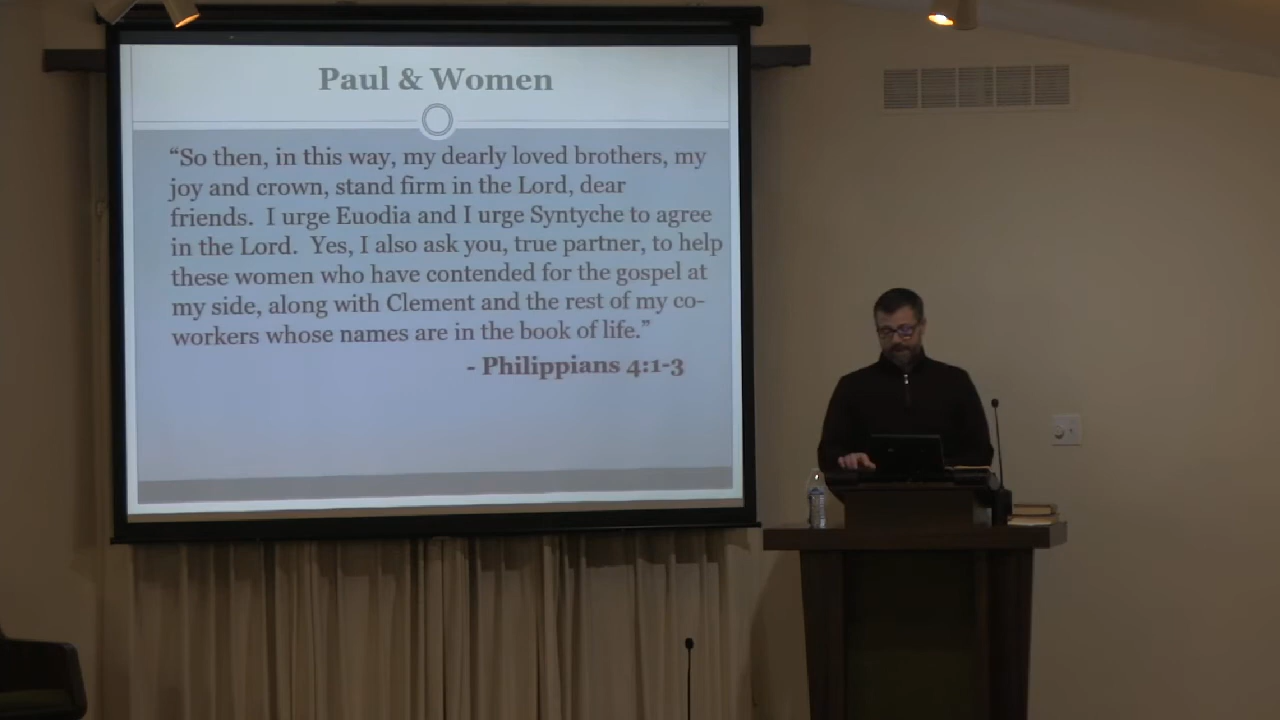 Paul & Women
“So then, in this way, my dearly loved brothers, my
joy and crown, stand firm in the Lord, dear
friends.  I urge Euodia and I urge Syntyche to agree
in the Lord.  Yes, I also ask you, true partner, to help
these women who have contended for the gospel at
my side, along with Clement and the rest of my co-
workers whose names are in the book of life.”
- Philippians 4:1-3